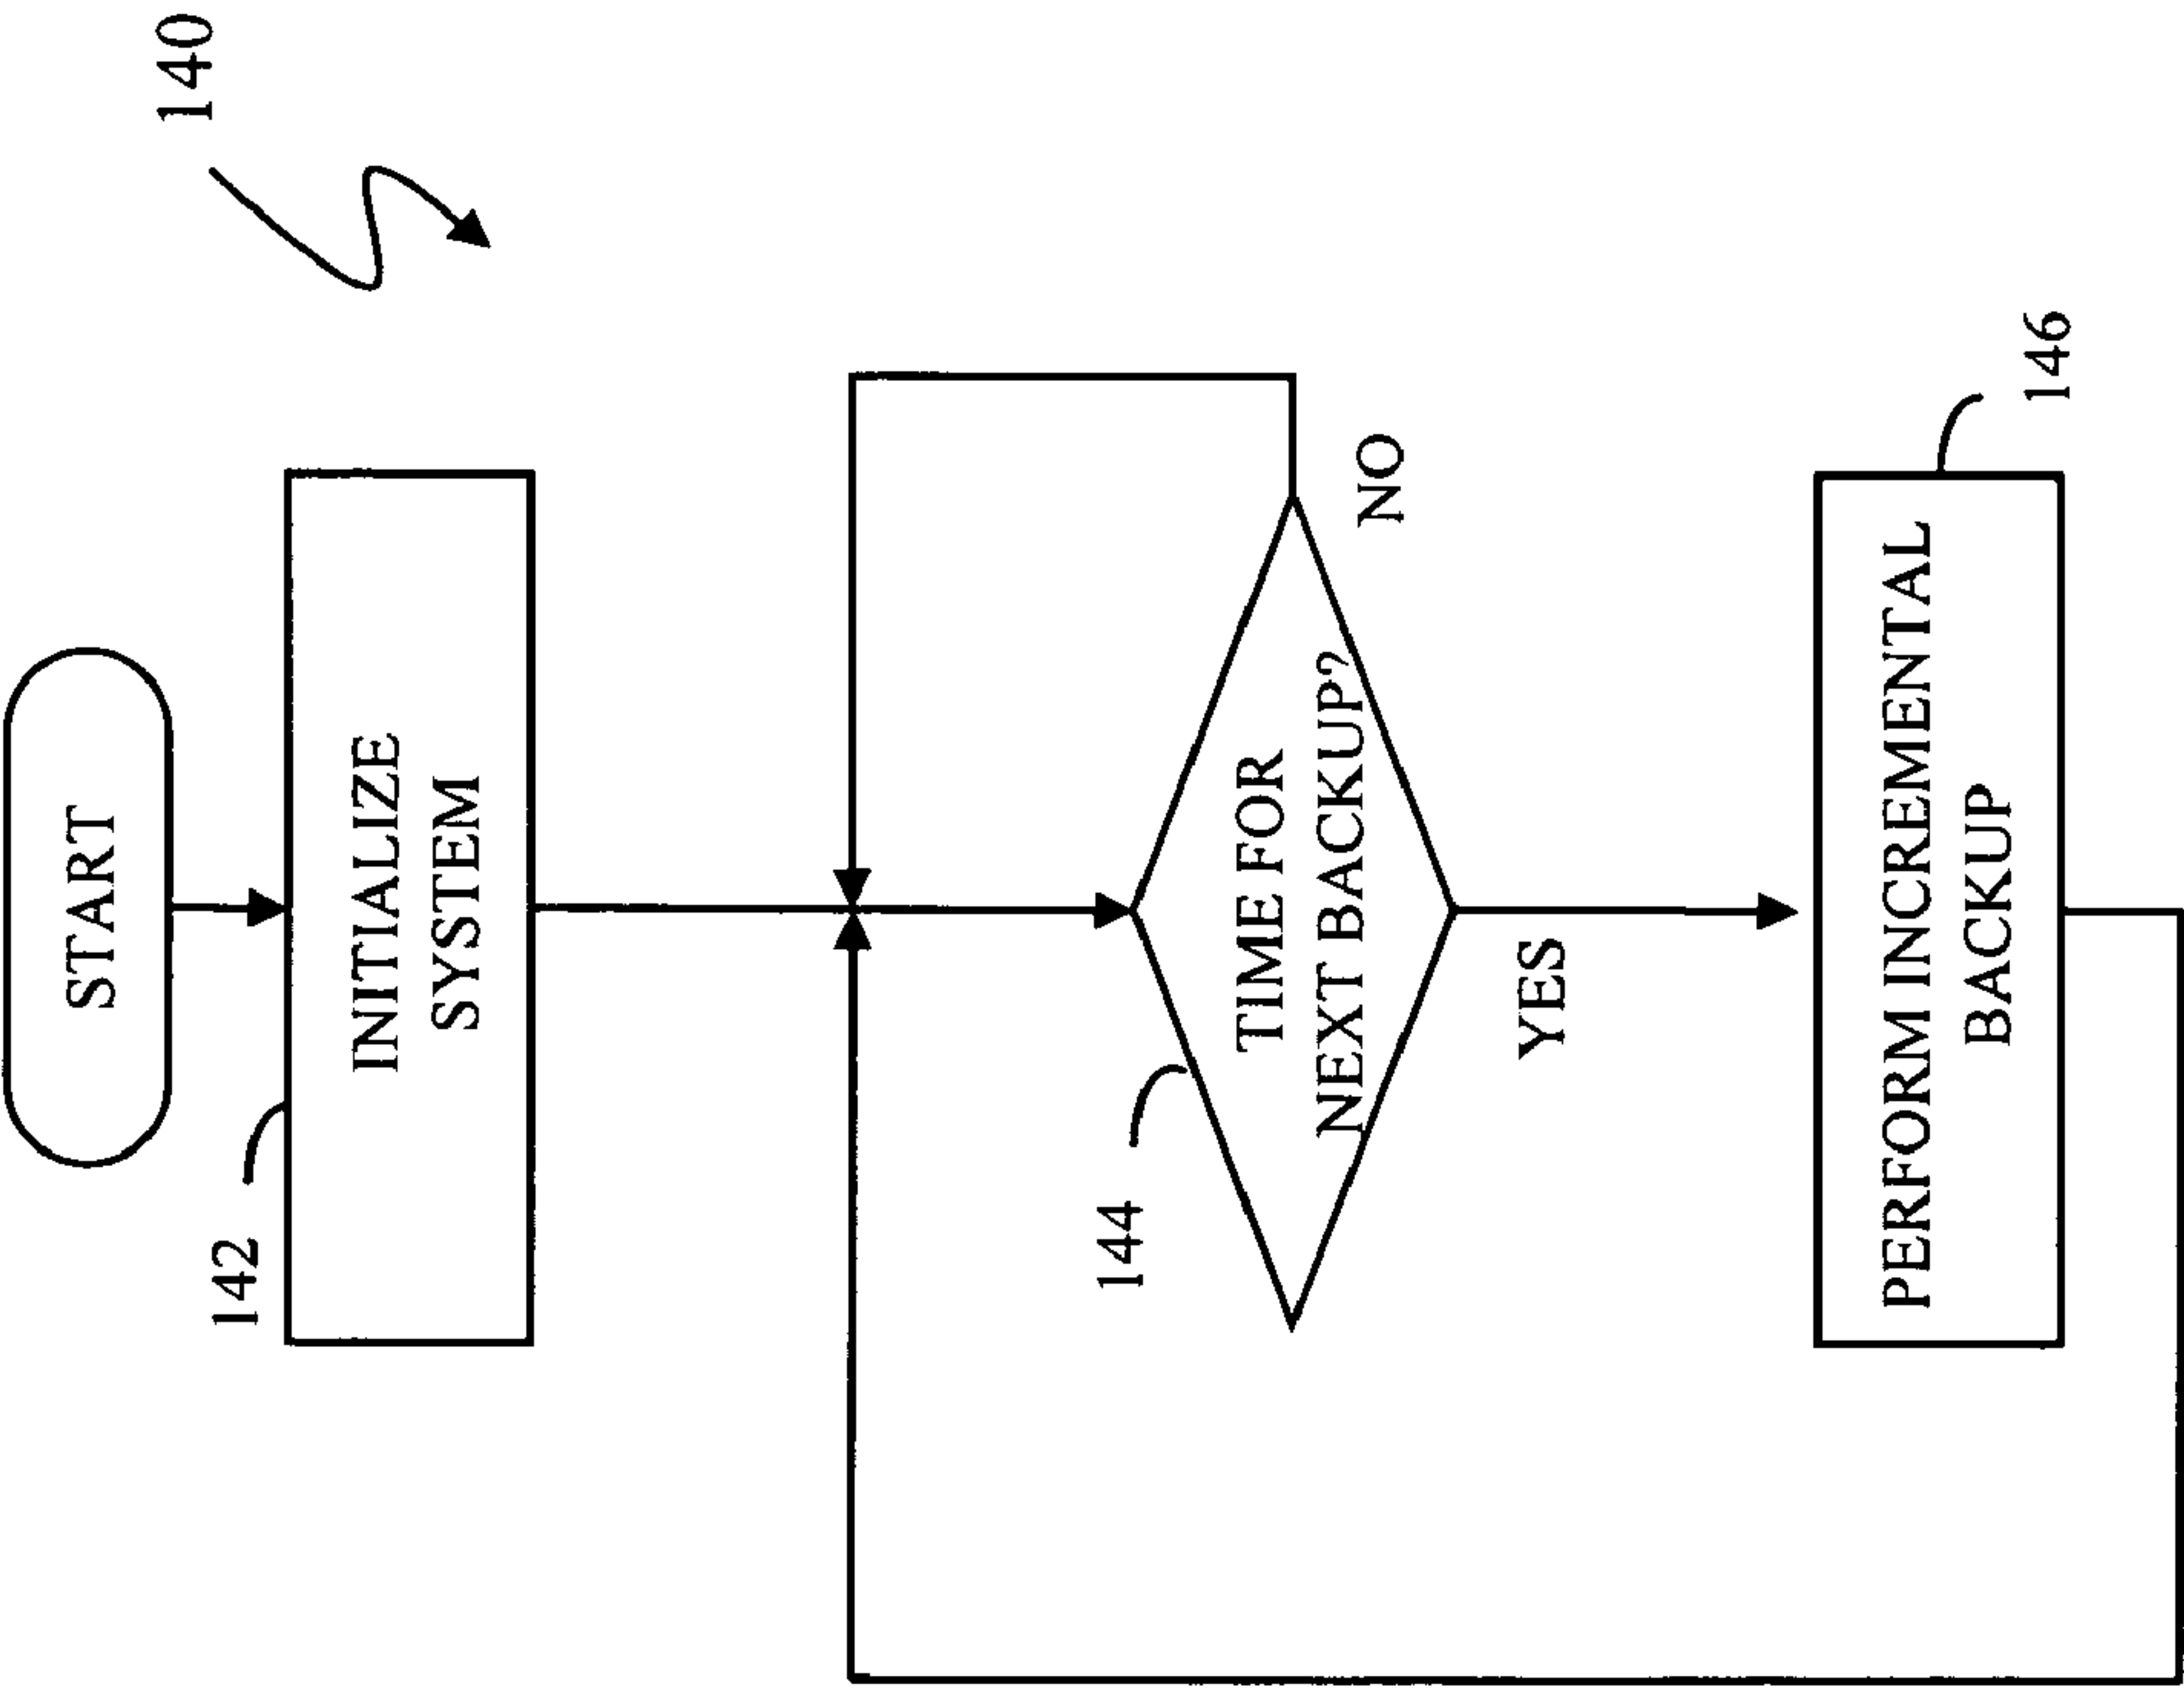 140
START
142
INITIALIZE
SYSTEM
144
TIME FOR
NEXT BACKUP?
NO
YES
PERFORM INCREMENTAL
BACKUP
146